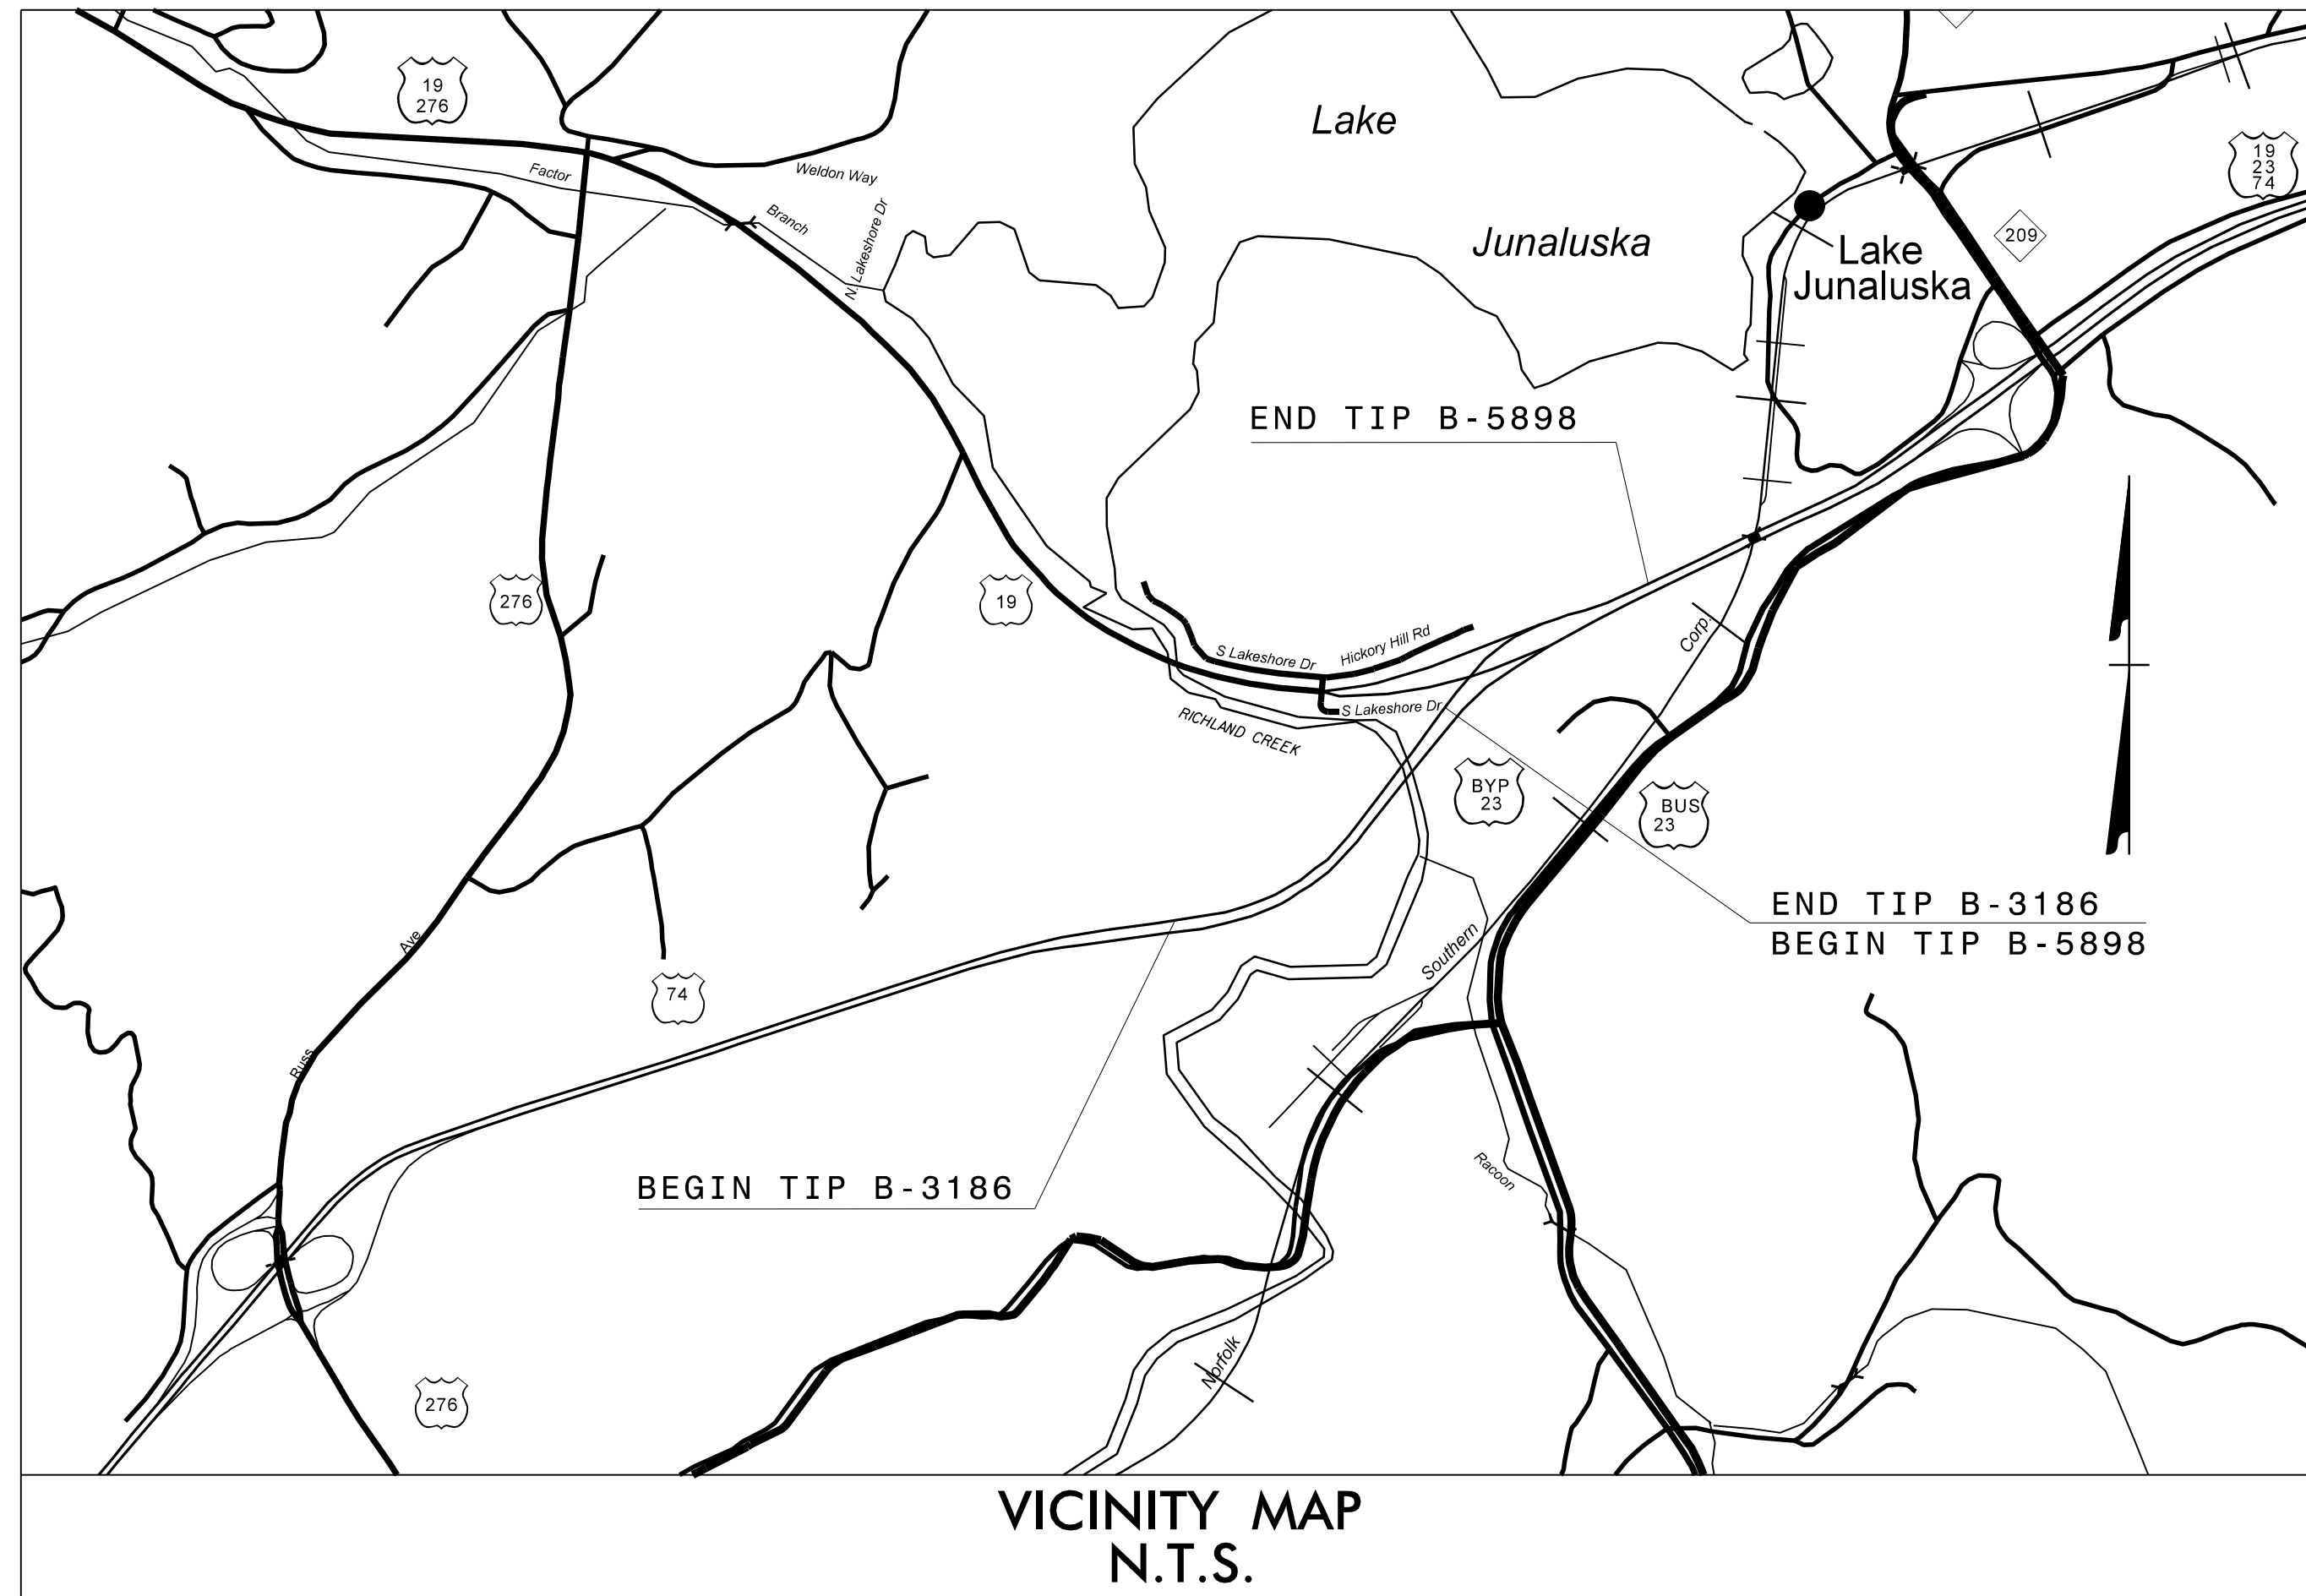 19
276
Lake
19
23
74
Factor
Weldon Way
Branch
N. Lakeshore Dr
Junaluska
209
Lake
Junaluska
END TIP B-5898
276
19
Corp.
S Lakeshore Dr
Hickory Hill Rd
S Lakeshore Dr
RICHLAND CREEK
BYP
23
BUS
23
END TIP B-3186
BEGIN TIP B-5898
Ave
Southern
74
Russ
BEGIN TIP B-3186
Racoon
Norfolk
276
VICINITY MAP
N.T.S.